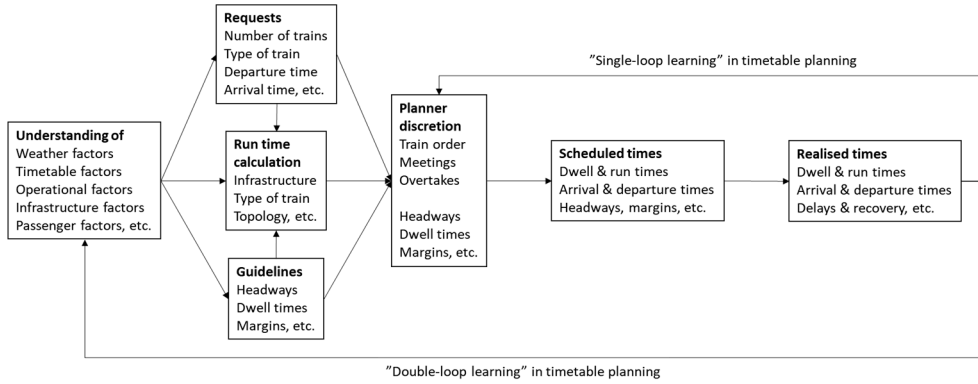 Requests
Number of trains
Type of train
Departure time
Arrival time, etc.
”Single-loop learning” in timetable planning
Understanding of
Weather factors
Timetable factors
Operational factors
Infrastructure factors
Passenger factors, etc.
Run time
calculation
Infrastructure
Type of train
Topology, etc.
Guidelines
Headways
Dwell times
Margins, etc.
Planner
discretion
Train order
Meetings
Overtakes
Headways
Dwell times
Margins, etc.
Scheduled times
Dwell & run times
Arrival & departure times
Headways, margins, etc.
Realised times
Dwell & run times
Arrival & departure times
Delays & recovery, etc.
”Double-loop learning” in timetable planning